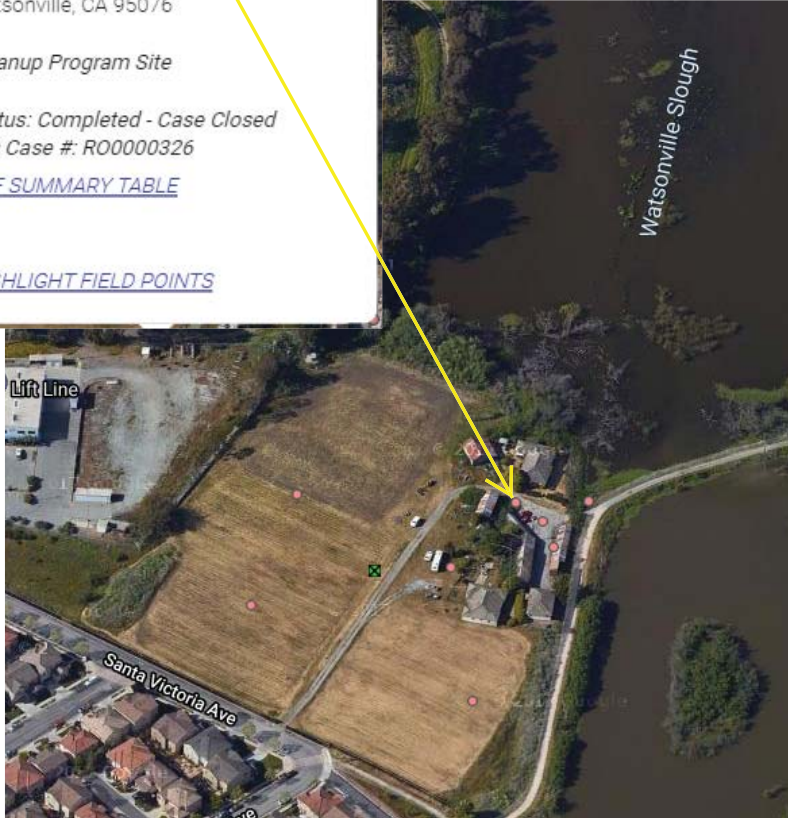 tsonville, CA 95076
anup Program Site
tus: Completed - Case Closed
Case #: RO0000326
SUMMARY TABLE
HLIGHT FIELD POINTS
Watsonville Slough
Lift Line
Santa Victoria Ave